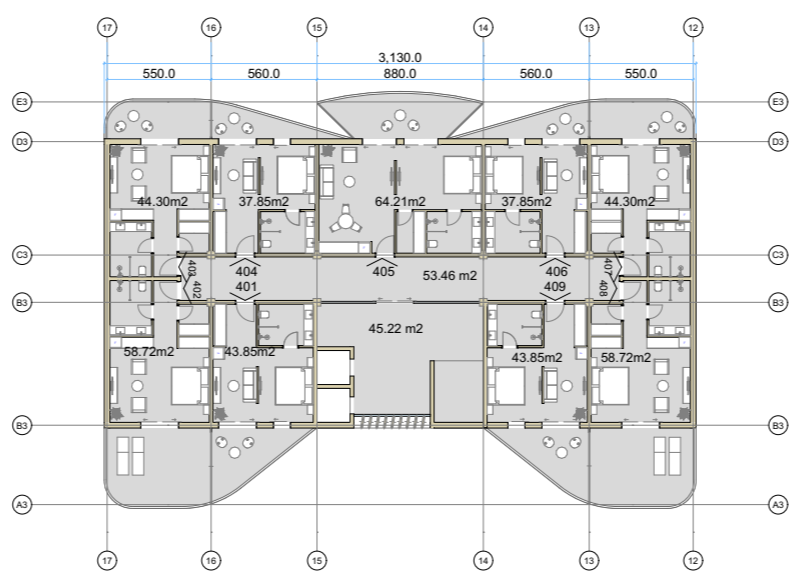 17 16 15 14 13 12
3,130.0
550.0 560.0 880.0 560.0 550.0
E3 E3
D3 D3
44.30m2 37.85m2 64.21m2 37.85m2 44.30m2
C3 C3
403 404 405 406 407
53.46 m2
402 401 409 408
B3 B3
45.22 m2
58.72m2 43.85m2 43.85m2 58.72m2
B3 B3
A3 A3
17 16 15 14 13 12